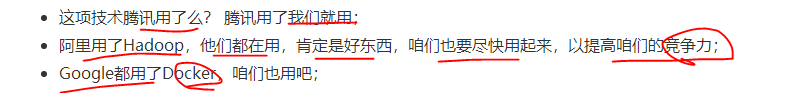 这项技术腾讯用了么？ 腾讯用了我们就用；
阿里用了Hadoop，他们都在用，肯定是好东西，咱们也要尽快用起来，以提高咱们的竞争力；
Google都用了Docker，咱们也用吧；